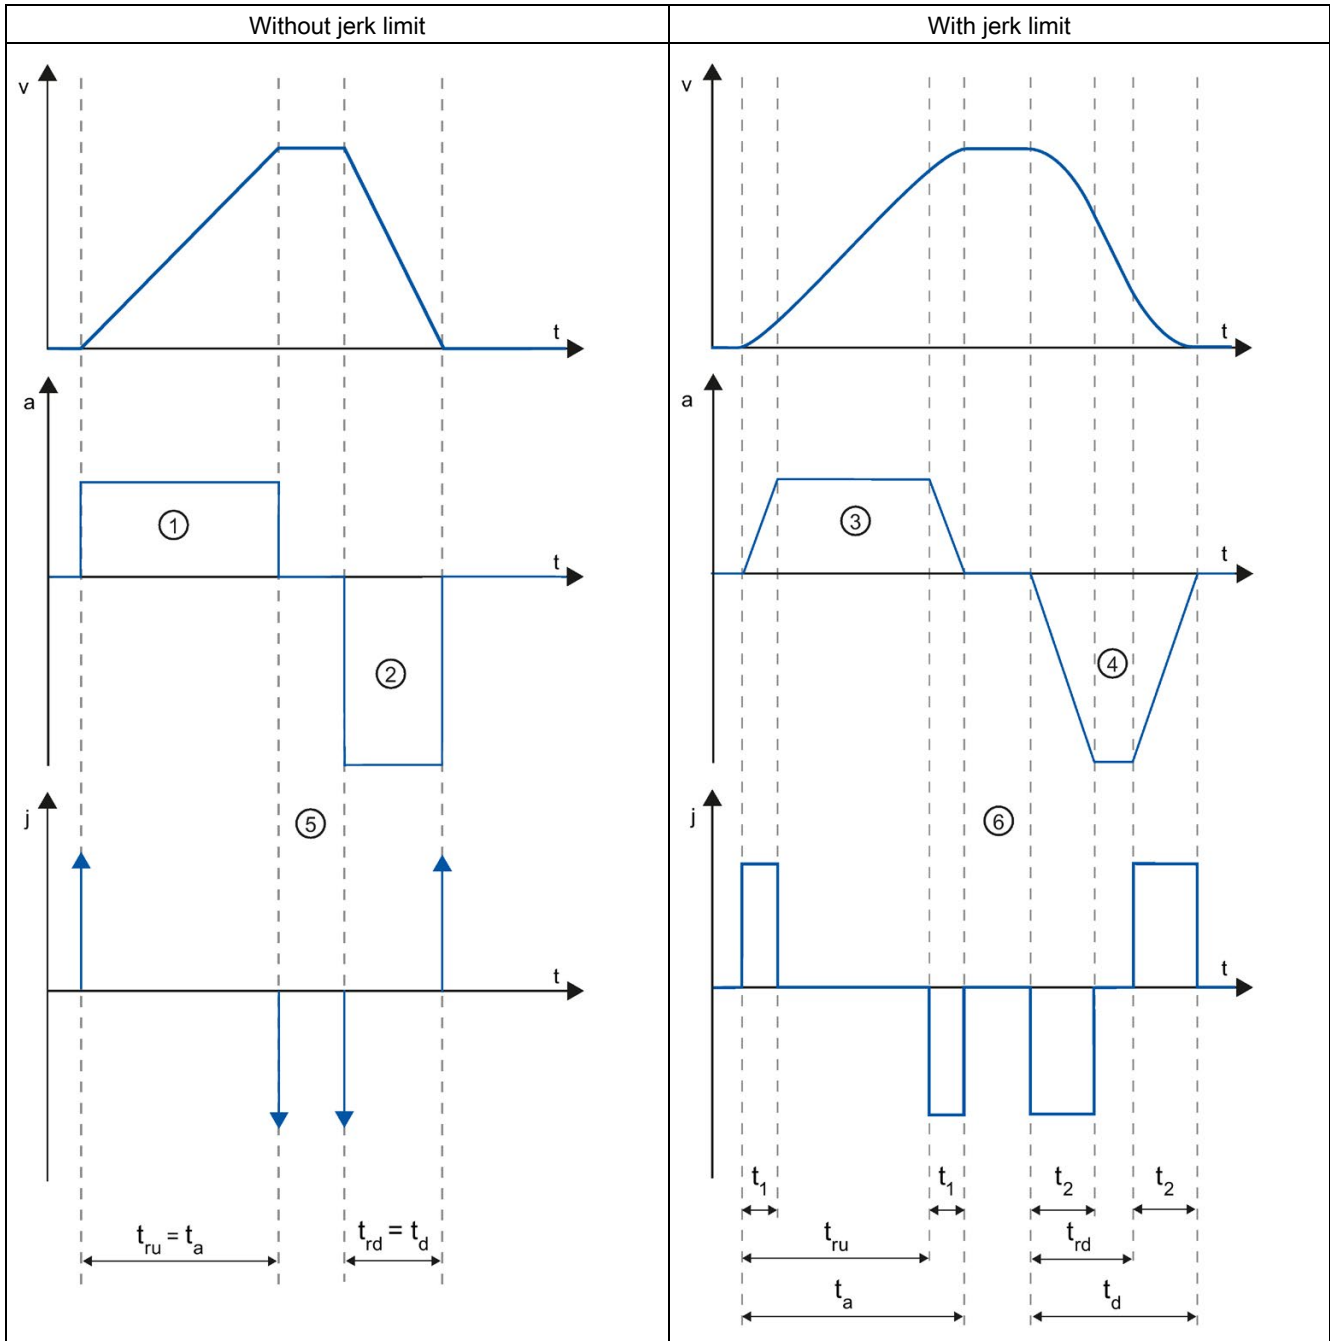 Without jerk limit
With jerk limit
v
t
a
1
2
t
j
5
t
t_ru = t_a
t_rd = t_d
v
t
a
3
4
t
j
6
t
t_1
t_1
t_2
t_2
t_ru
t_rd
t_a
t_d